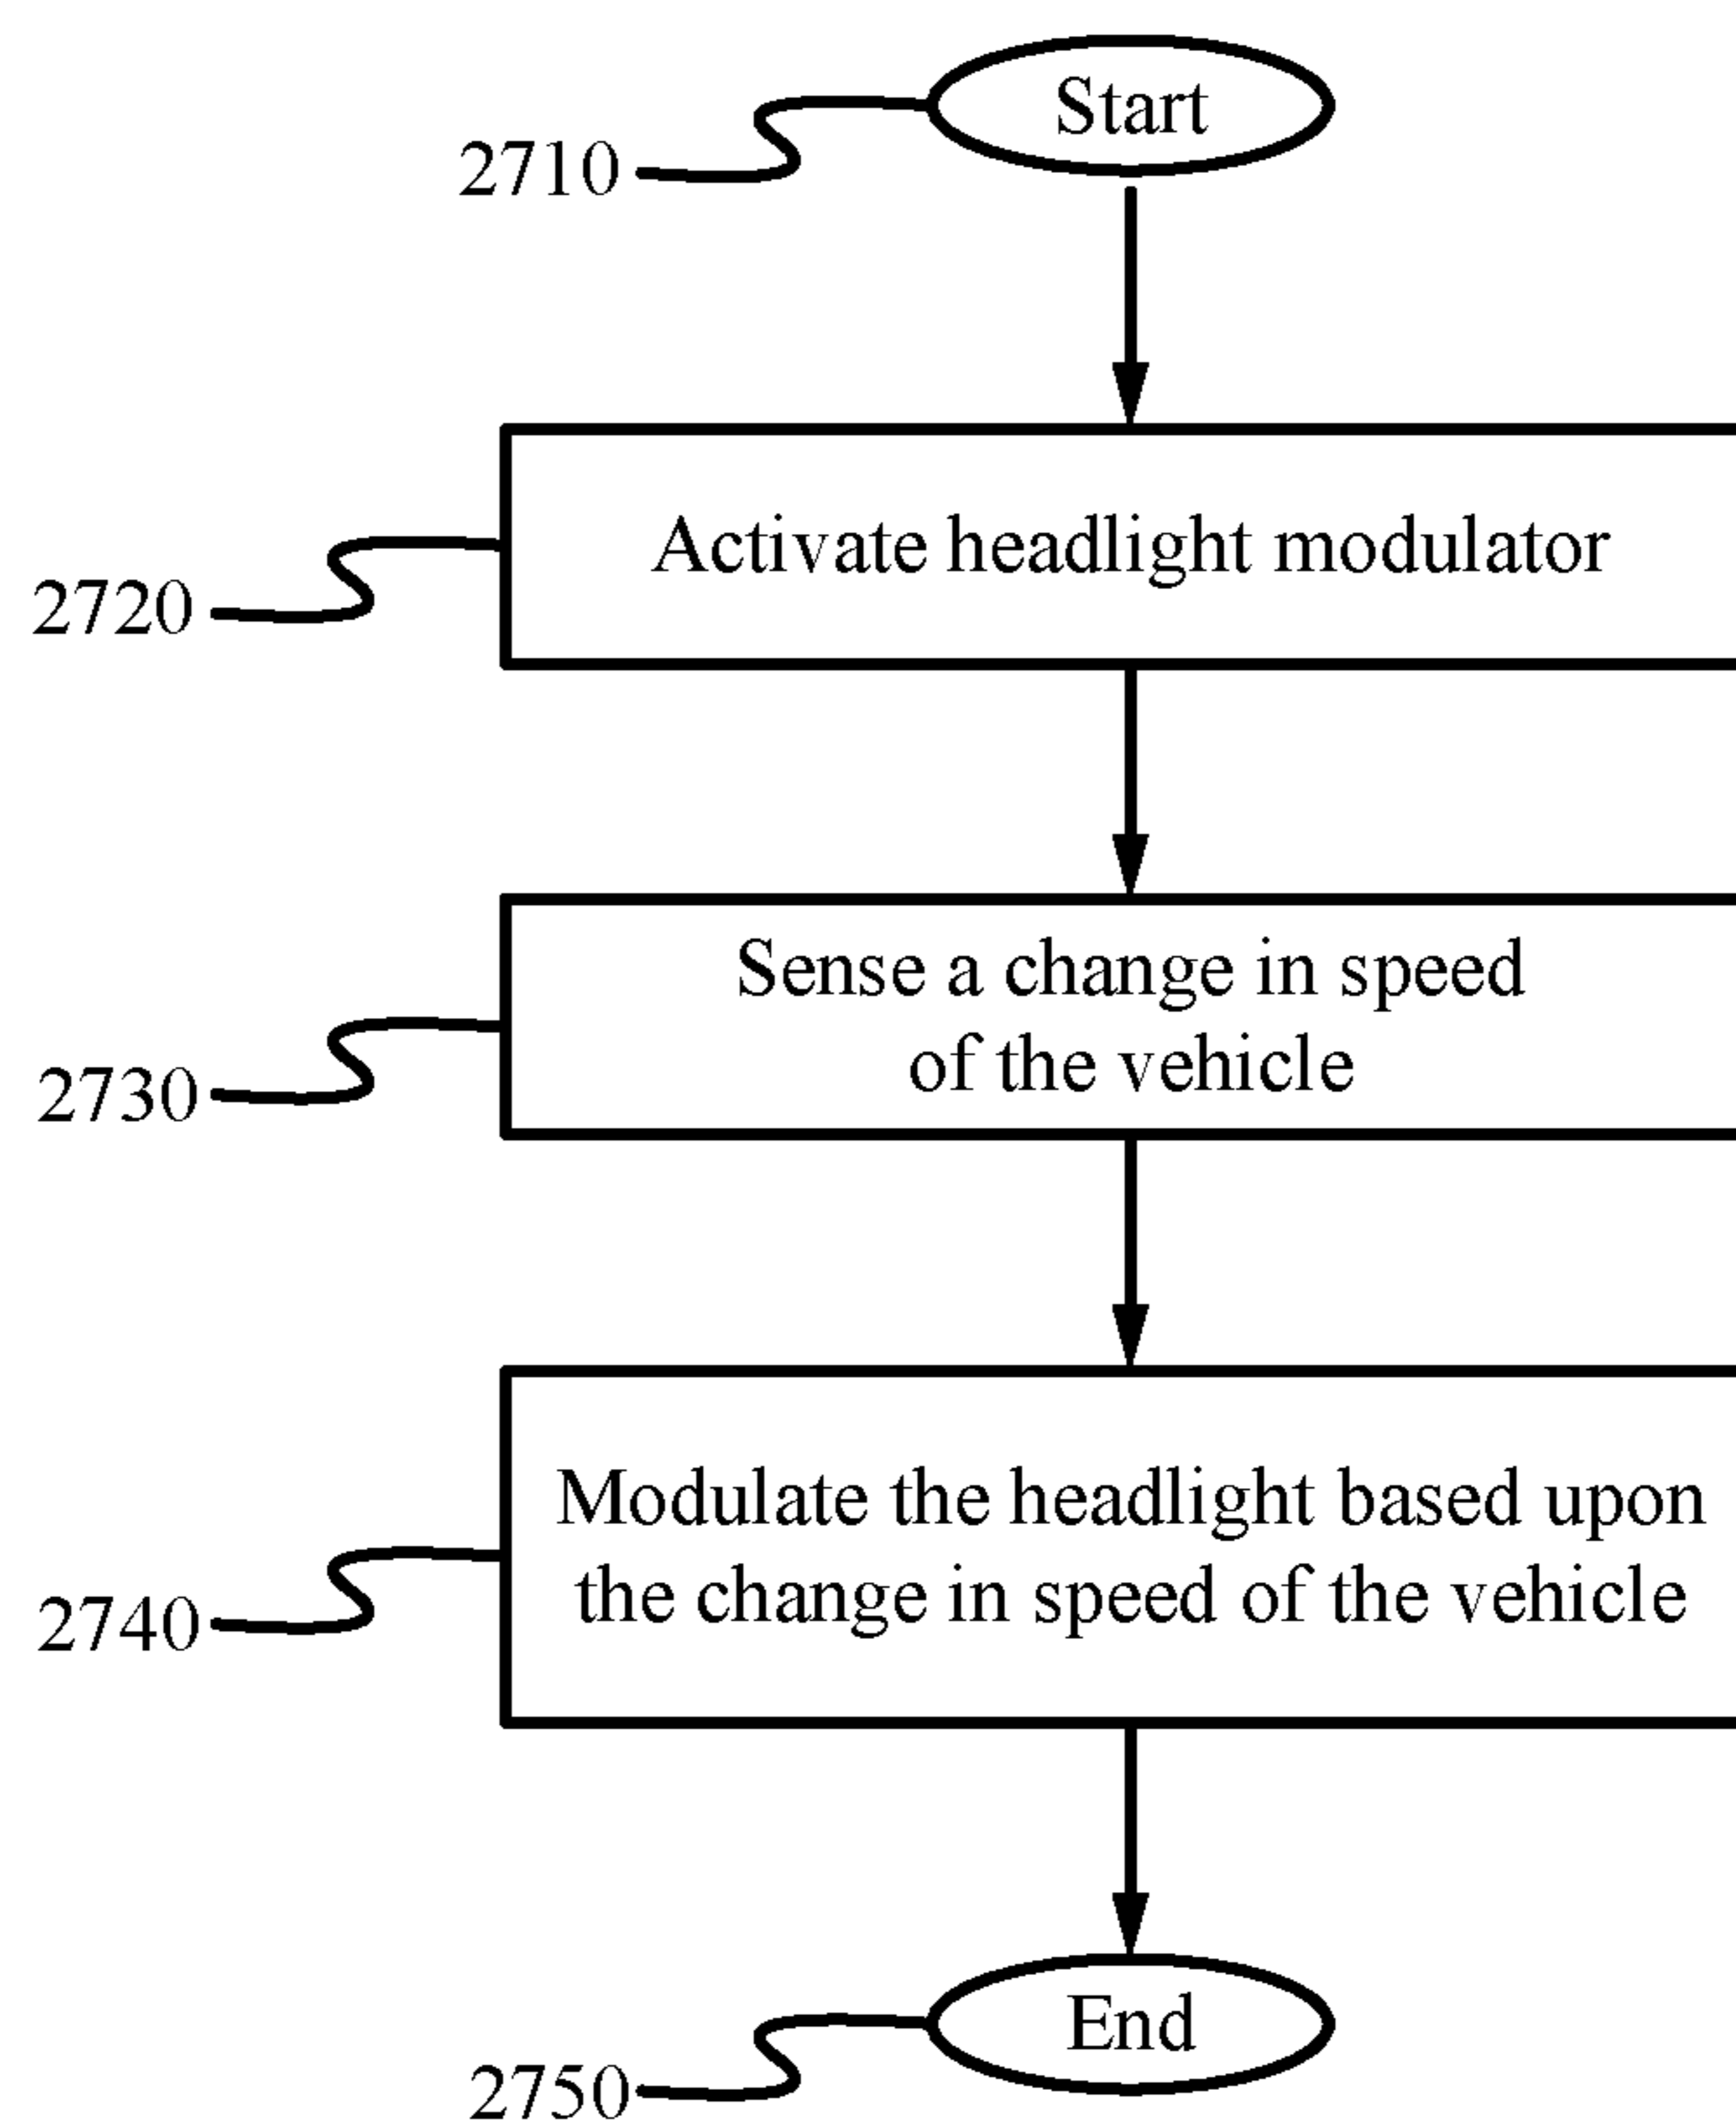 Start
2710
Activate headlight modulator
2720
Sense a change in speed
of the vehicle
2730
Modulate the headlight based upon
the change in speed of the vehicle
2740
End
2750